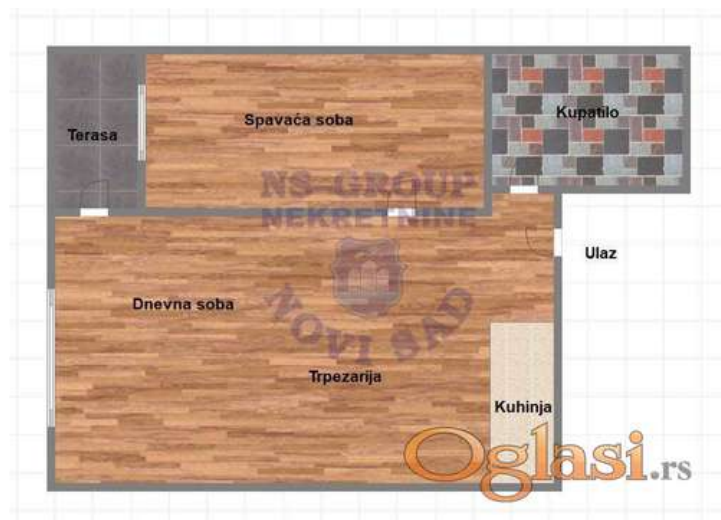 Kupatilo
Spavaća soba
Terasa
NS-GROUP
NEKRETNINE
Ulaz
Dnevna soba
NOVI SAD
Trpezarija
Kuhinja
Oglasi.rs